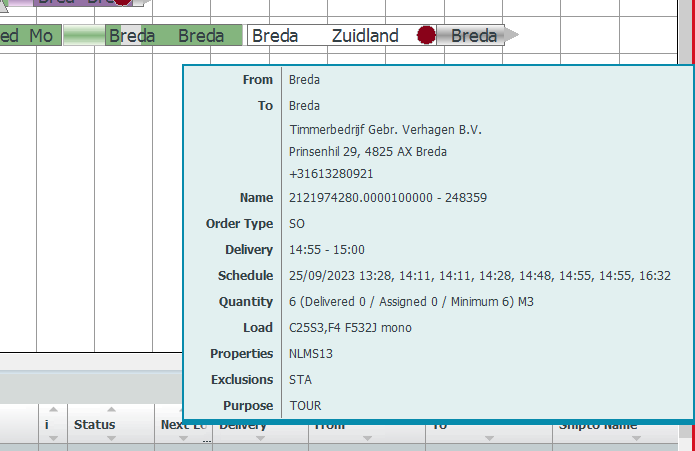 Breda Bre
ed Mo Breda Breda Breda Zuidland Breda
From Breda
To Breda
Timmerbedrijf Gebr. Verhagen B.V.
Prinsenhil 29, 4825 AX Breda
+31613280921
Name 2121974280.0000100000 - 248359
Order Type SO
Delivery 14:55 - 15:00
Schedule 25/09/2023 13:28, 14:11, 14:11, 14:28, 14:48, 14:55, 14:55, 16:32
Quantity 6 (Delivered 0 / Assigned 0 / Minimum 6) M3
Load C25S3,F4 F532J mono
Properties NLMS13
Exclusions STA
Purpose TOUR
i Status Next Lo... Delivery From To Shipto Name